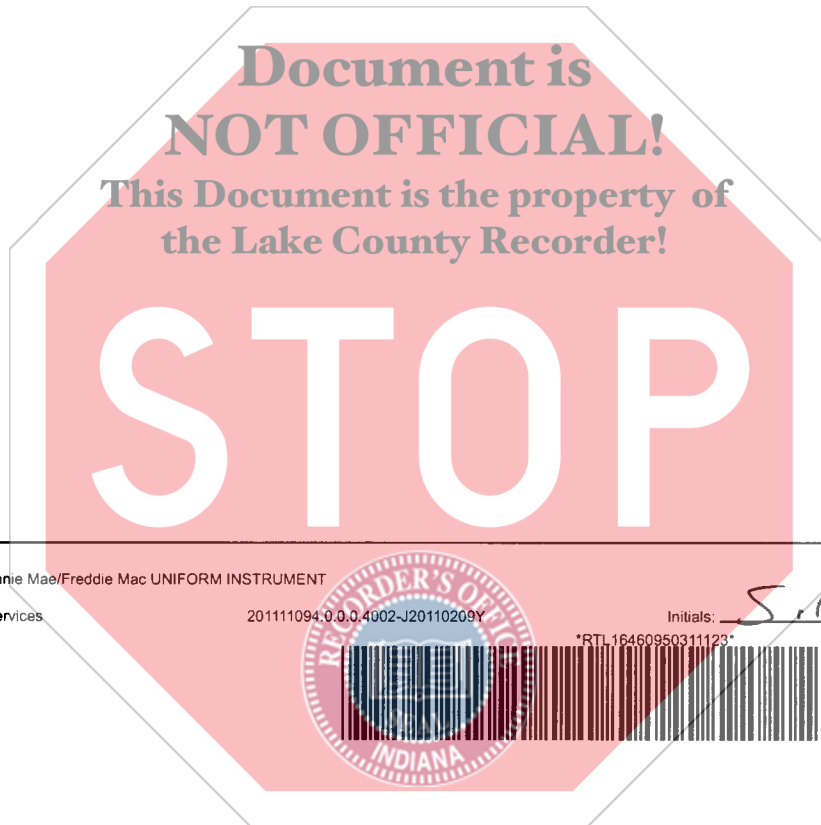 Document is
NOT OFFICIAL!
This Document is the property of
the Lake County Recorder!
STOP
nie Mae/Freddie Mac UNIFORM INSTRUMENT
ervices 201111094.0.0.0.4002-J20110209Y Initials:
*RTL16460950311123*
RECORDER'S OFFICE
SEAL
INDIANA